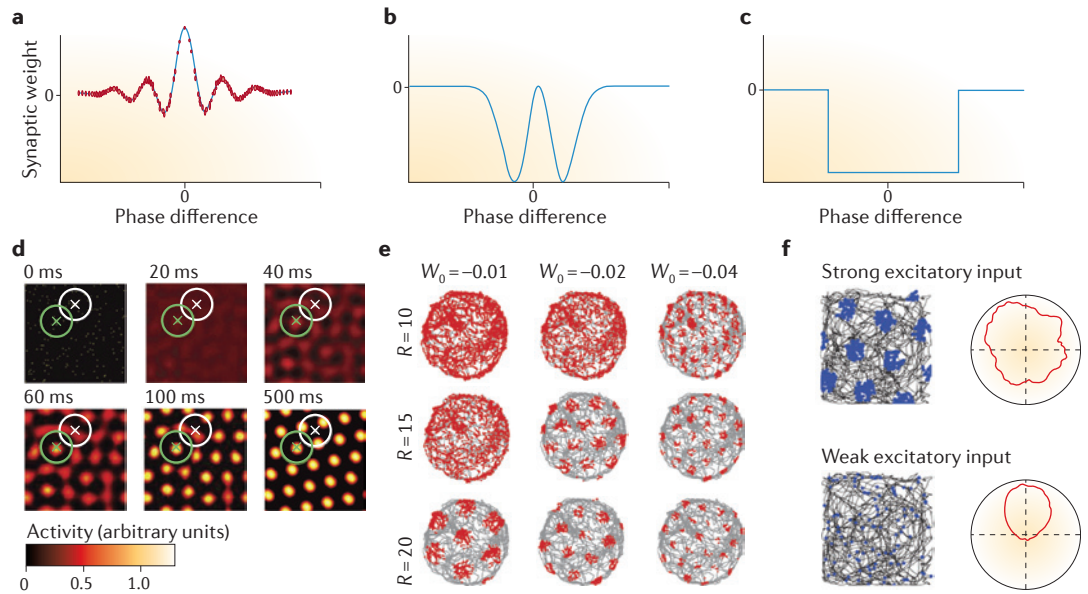 a
b
c
Synaptic weight
0
0
Phase difference
0
0
Phase difference
0
0
Phase difference
d
e
f
0 ms
20 ms
40 ms
60 ms
100 ms
500 ms
Activity (arbitrary units)
0
0.5
1.0
W0 = –0.01
W0 = –0.02
W0 = –0.04
R = 10
R = 15
R = 20
Strong excitatory input
Weak excitatory input